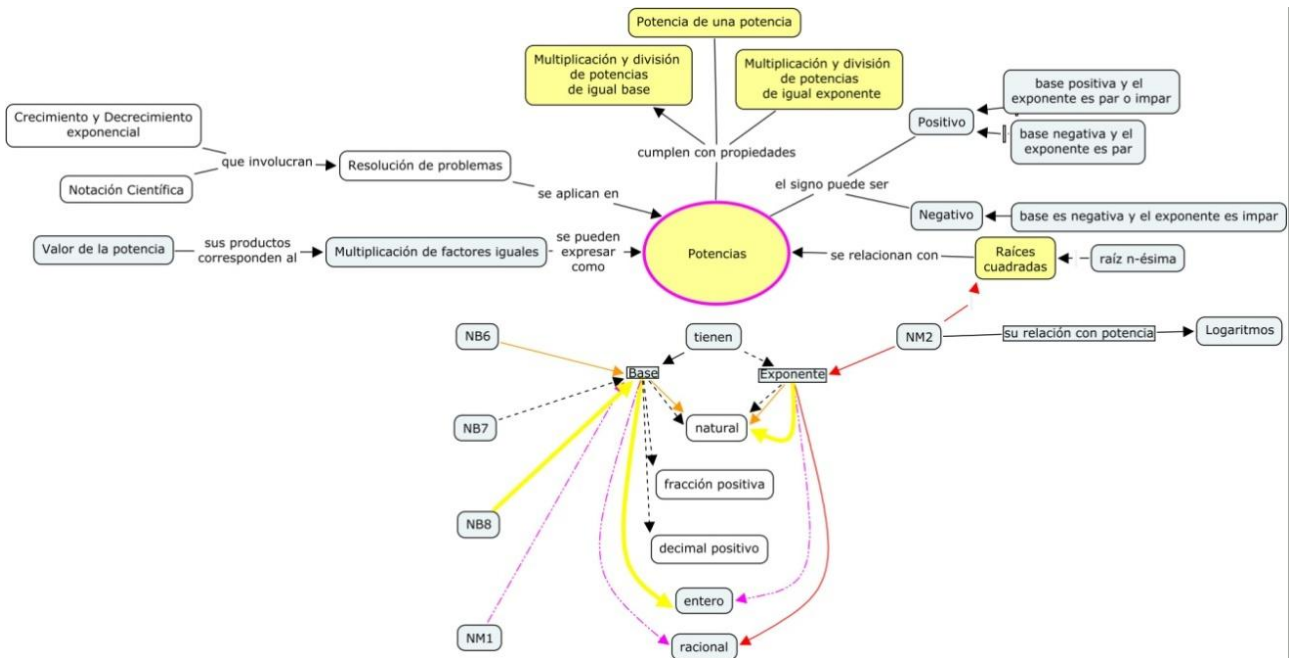 Potencia de una potencia
Multiplicación y división
de potencias
de igual base
Multiplicación y división
de potencias
de igual exponente
base positiva y el
exponente es par o impar
Positivo
base negativa y el
exponente es par
Crecimiento y Decrecimiento
exponencial
que involucran
Resolución de problemas
Notación Científica
cumplen con propiedades
se aplican en
el signo puede ser
Negativo
base es negativa y el exponente es impar
Valor de la potencia
sus productos
corresponden al
Multiplicación de factores iguales
se pueden
expresar
como
Potencias
se relacionan con
Raíces
cuadradas
raíz n-ésima
NB6
tienen
NM2
su relación con potencia
Logaritmos
Base
Exponente
NB7
natural
fracción positiva
NB8
decimal positivo
entero
NM1
racional